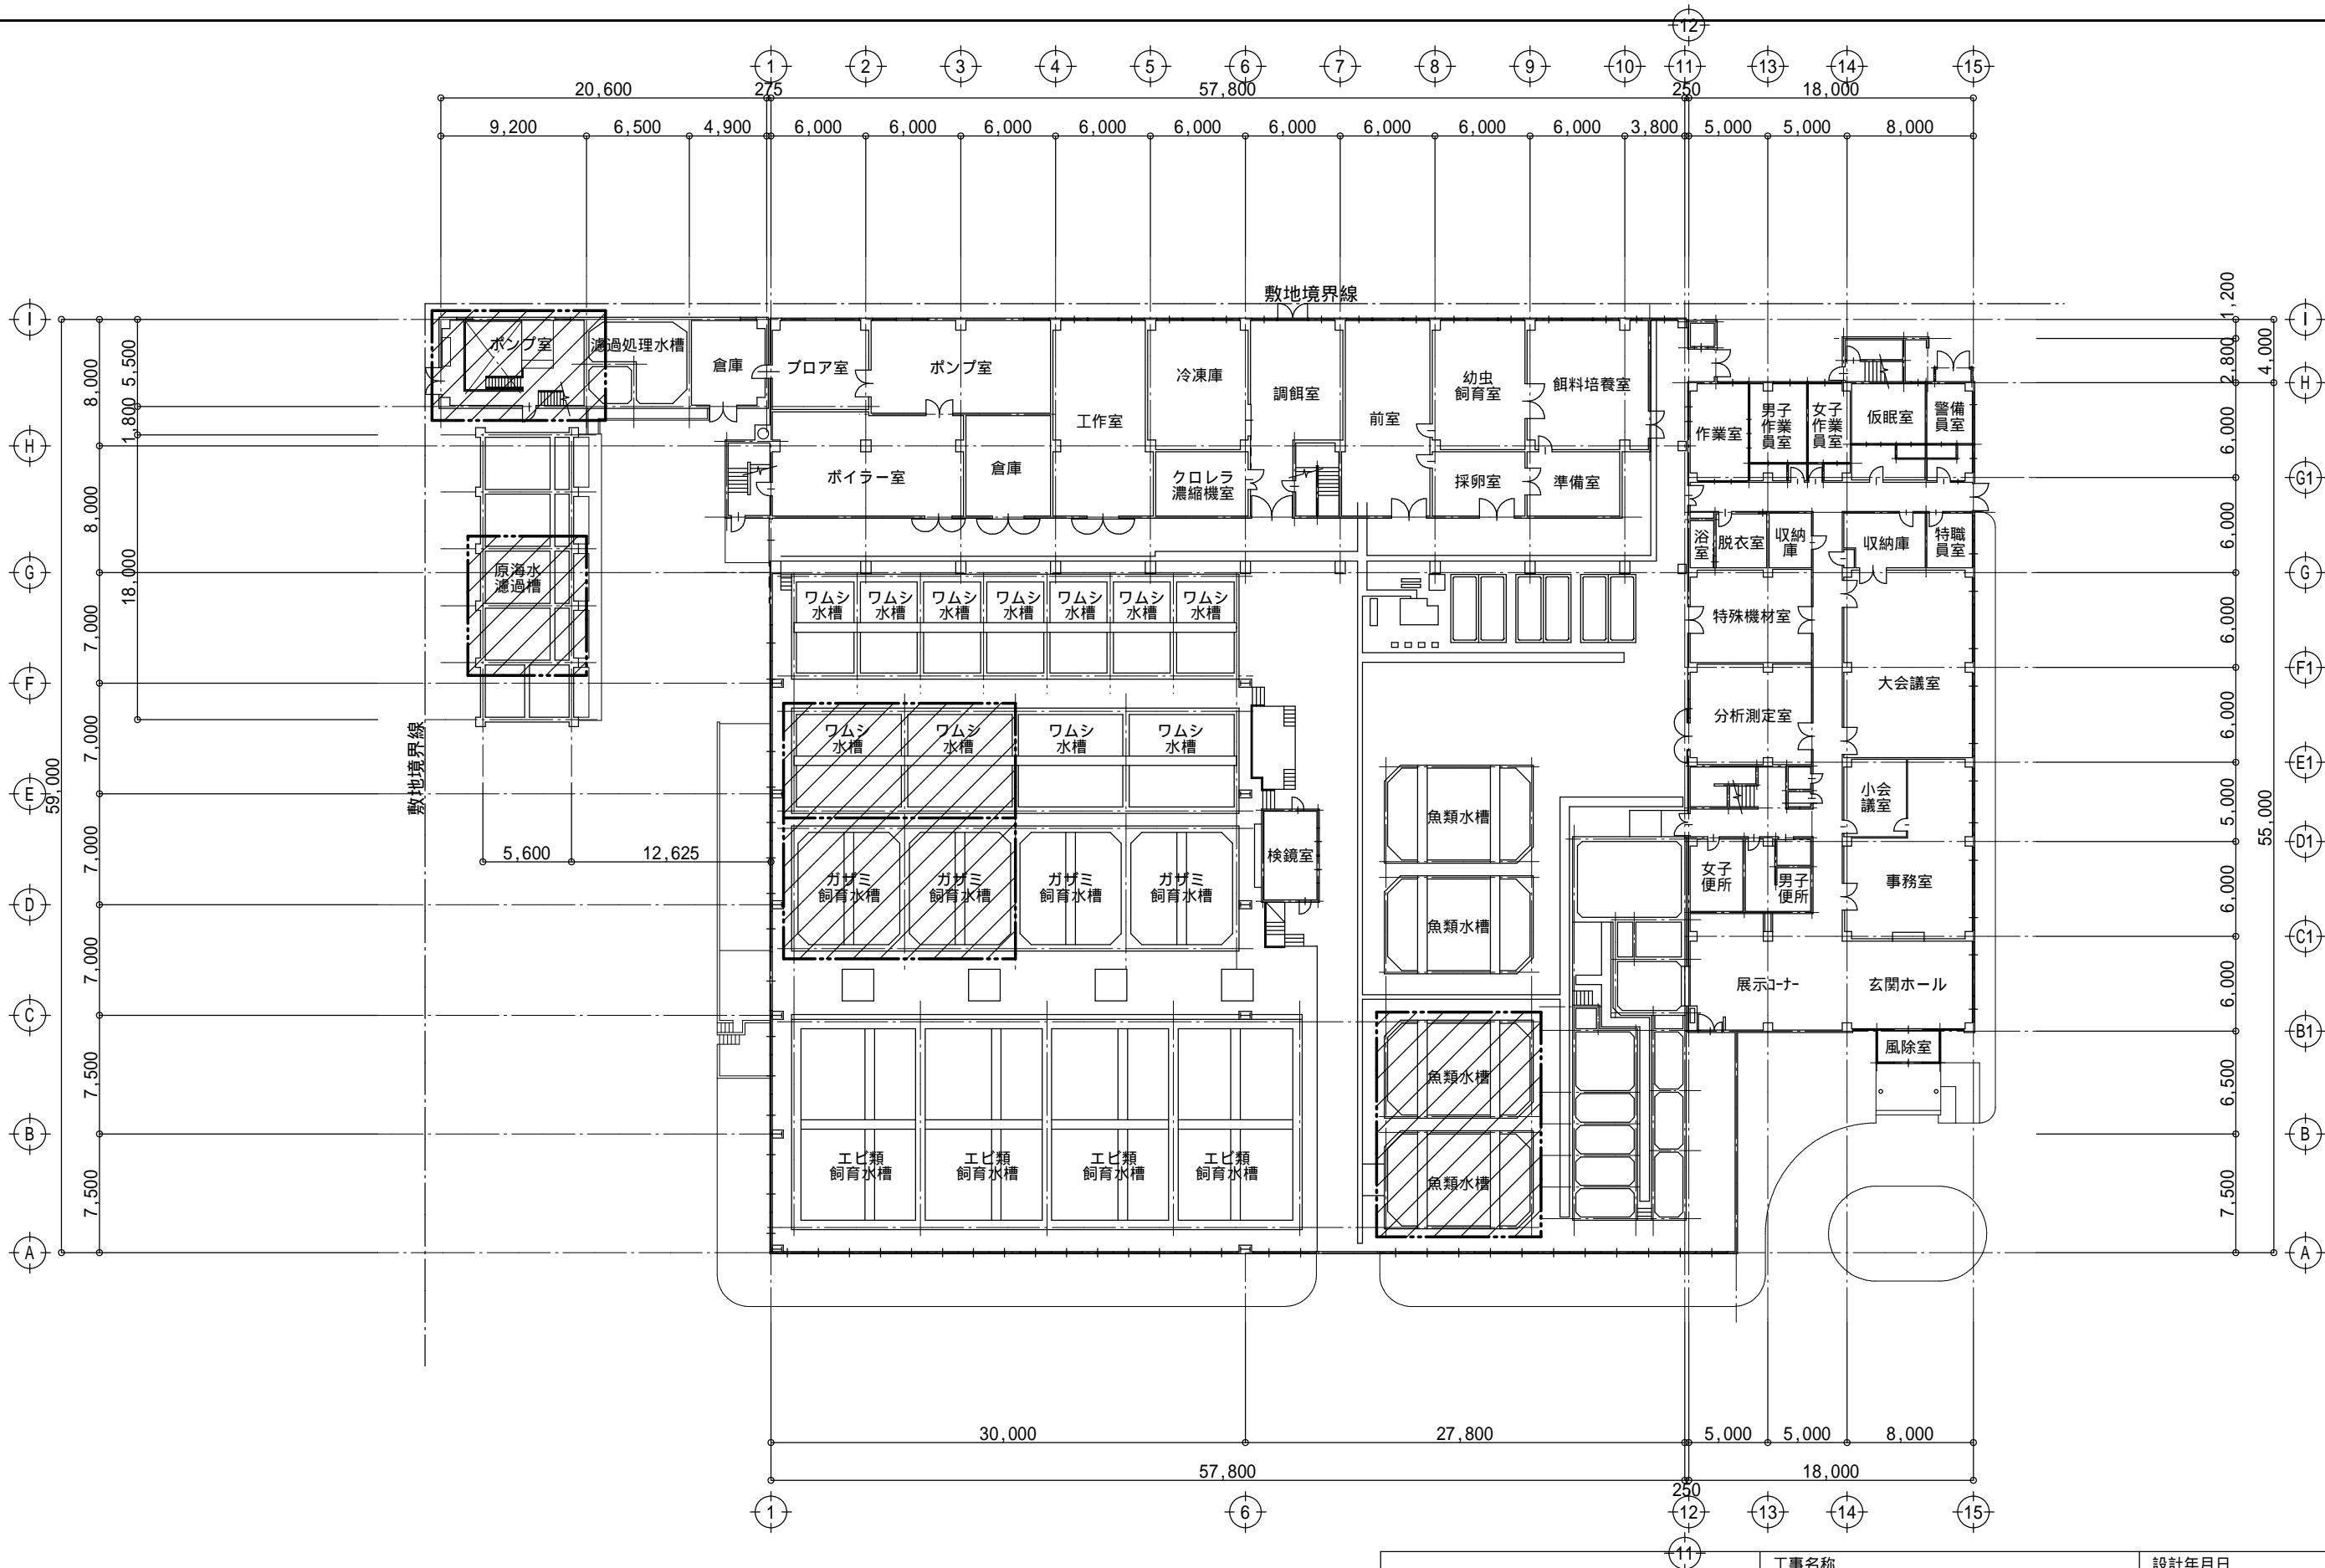 12
1 2 3 4 5 6 7 8 9 10 11 13 14 15
20,600 275 57,800 250 18,000
9,200 6,500 4,900 6,000 6,000 6,000 6,000 6,000 6,000 6,000 6,000 6,000 3,800 5,000 5,000 8,000
敷地境界線
I
H
G
F
E
D
C
B
A
59,000
8,000
8,000
7,000
7,000
7,000
7,000
7,500
7,500
5,500
1,800
18,000
敷地境界線
5,600 12,625
ポンプ室
濾過処理水槽
倉庫
ブロア室
ポンプ室
工作室
冷凍庫
調餌室
前室
幼虫
飼育室
餌料培養室
ボイラー室
倉庫
クロレラ
濃縮機室
採卵室
準備室
原海水
濾過槽
作業室
男子
作業
員室
女子
作業
員室
仮眠室
警備
員室
浴
室
脱衣室
収納
庫
収納庫
特職
員室
特殊機材室
大会議室
分析測定室
小会
議室
女子
便所
男子
便所
事務室
展示コーナー
玄関ホール
風除室
ワムシ
水槽
ワムシ
水槽
ワムシ
水槽
ワムシ
水槽
ワムシ
水槽
ワムシ
水槽
ワムシ
水槽
ワムシ
水槽
ワムシ
水槽
ワムシ
水槽
ワムシ
水槽
検鏡室
ガザミ
飼育水槽
ガザミ
飼育水槽
ガザミ
飼育水槽
ガザミ
飼育水槽
魚類水槽
魚類水槽
魚類水槽
魚類水槽
エビ類
飼育水槽
エビ類
飼育水槽
エビ類
飼育水槽
エビ類
飼育水槽
1,200
2,800
4,000
6,000
6,000
6,000
6,000
5,000
6,000
6,000
6,500
7,500
55,000
I
H
G1
G
F1
E1
D1
C1
B1
B
A
30,000 27,800 5,000 5,000 8,000
57,800 250 18,000
1 6 12 13 14 15
11
工事名称
設計年月日